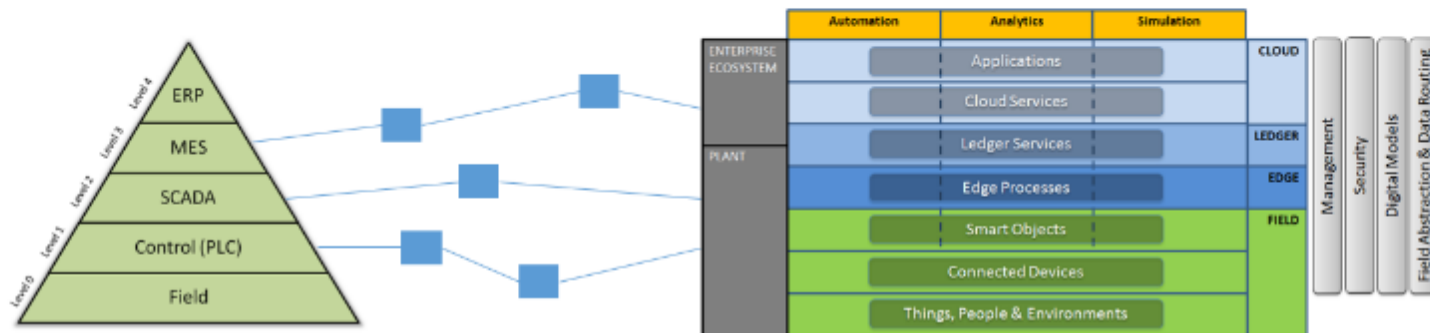 Level 4
ERP
Level 3
MES
Level 2
SCADA
Level 1
Control (PLC)
Level 0
Field
Automation
Analytics
Simulation
ENTERPRISE
ECOSYSTEM
PLANT
Applications
Cloud Services
Ledger Services
Edge Processes
Smart Objects
Connected Devices
Things, People & Environments
CLOUD
LEDGER
EDGE
FIELD
Management
Security
Digital Models
Field Abstraction & Data Routing